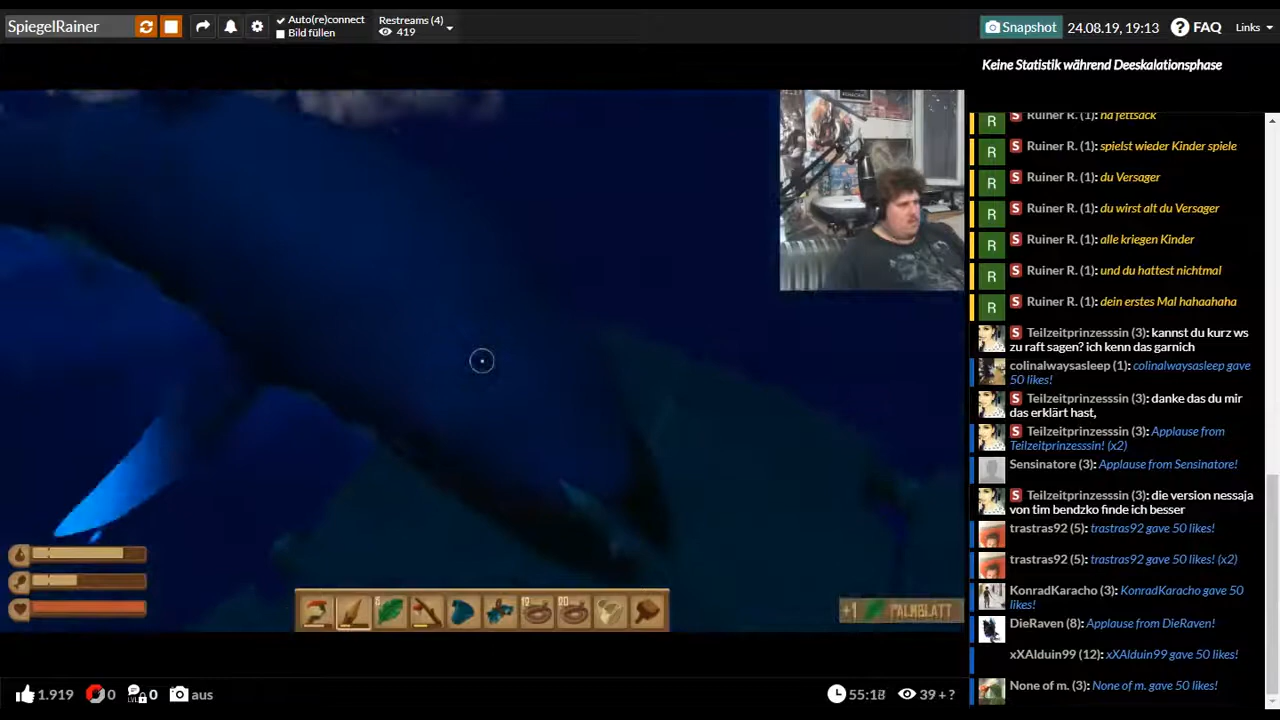 SpiegelRainer
Auto(re)connect
Bild füllen
Restreams (4)
419
Snapshot
24.08.19, 19:13
FAQ
Links
Keine Statistik während Deeskalationsphase
R S Ruiner R. (1): na fettsack
R S Ruiner R. (1): spielst wieder Kinder spiele
R S Ruiner R. (1): du Versager
R S Ruiner R. (1): du wirst alt du Versager
R S Ruiner R. (1): alle kriegen Kinder
R S Ruiner R. (1): und du hattest nichtmal
R S Ruiner R. (1): dein erstes Mal hahaahaha
S Teilzeitprinzesssin (3): kannst du kurz ws
zu raft sagen? ich kenn das garnich
colinalwaysasleep (1): colinalwaysasleep gave
50 likes!
S Teilzeitprinzesssin (3): danke das du mir
das erklärt hast,
S Teilzeitprinzesssin (3): Applause from
Teilzeitprinzesssin! (x2)
Sensinatore (3): Applause from Sensinatore!
S Teilzeitprinzesssin (3): die version nessaja
von tim bendzko finde ich besser
trastras92 (5): trastras92 gave 50 likes!
trastras92 (5): trastras92 gave 50 likes! (x2)
KonradKaracho (3): KonradKaracho gave 50
likes!
DieRaven (8): Applause from DieRaven!
xXAlduin99 (12): xXAlduin99 gave 50 likes!
None of m. (3): None of m. gave 50 likes!
6
20
+1 PALMBLATT
1.919
0
LVL
0
aus
55:18
39 + ?